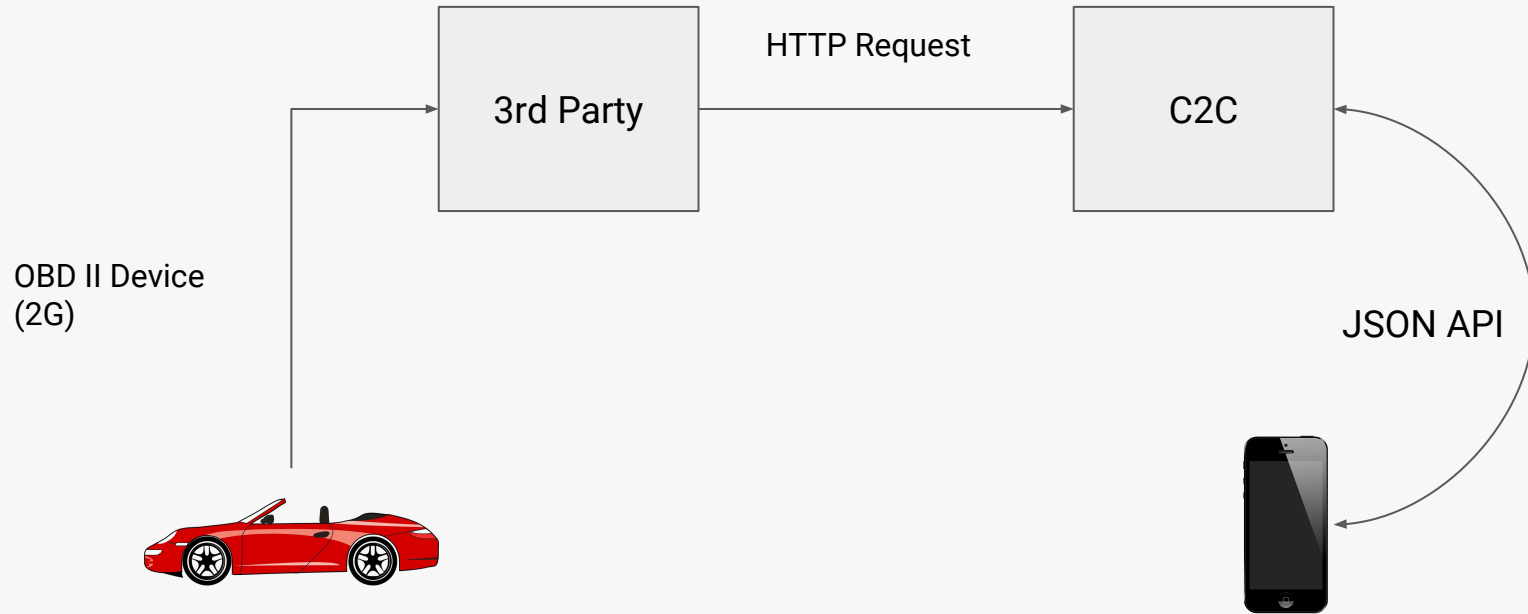 HTTP Request
3rd Party
C2C
OBD II Device
(2G)
JSON API